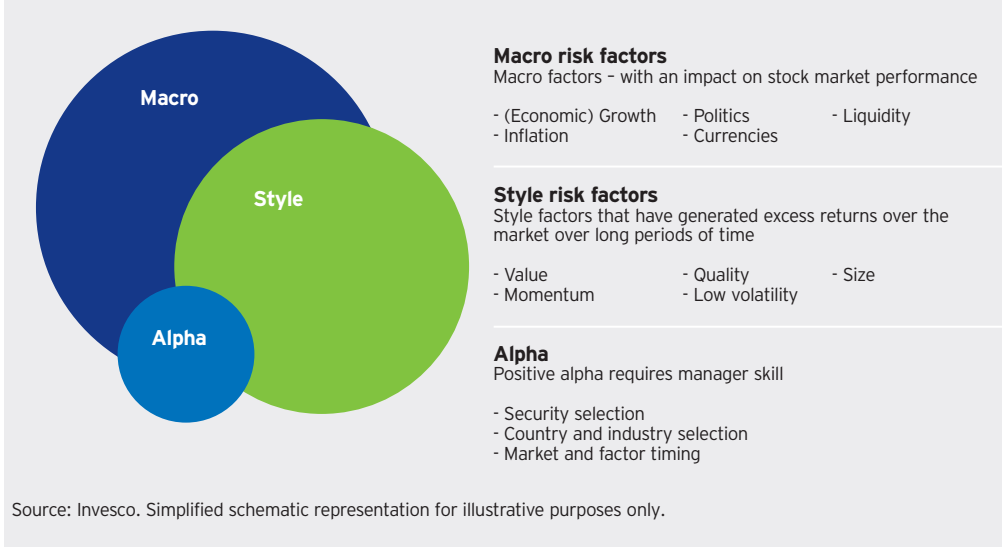 Macro
Style
Alpha
Macro risk factors
Macro factors – with an impact on stock market performance
- (Economic) Growth - Politics - Liquidity
- Inflation - Currencies
Style risk factors
Style factors that have generated excess returns over the
market over long periods of time
- Value - Quality - Size
- Momentum - Low volatility
Alpha
Positive alpha requires manager skill
- Security selection
- Country and industry selection
- Market and factor timing
Source: Invesco. Simplified schematic representation for illustrative purposes only.